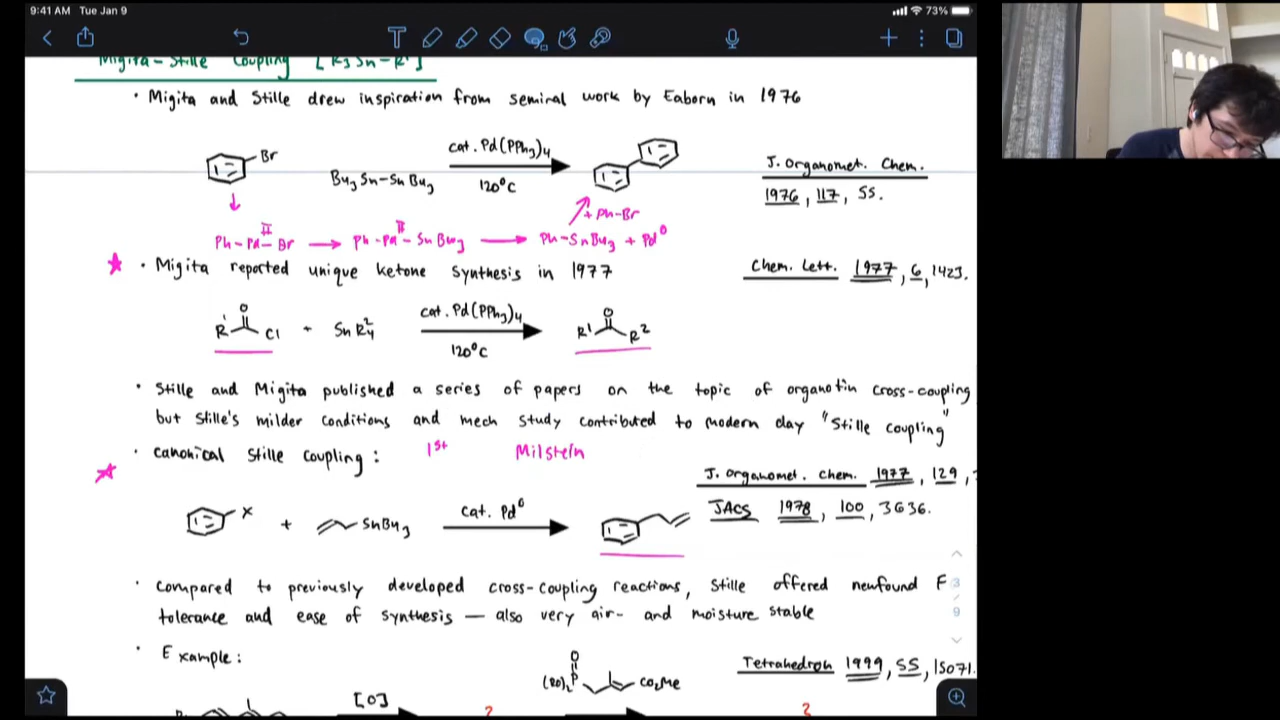 9:41 AM Tue Jan 9
73%
Migita-Stille Coupling [R3Sn-R']
• Migita and Stille drew inspiration from seminal work by Eaborn in 1976
Br
Bu3Sn-SnBu3
cat. Pd(PPh3)4
120°C
J. Organomet. Chem.
1976, 117, S5.
Ph-Pd-Br → Ph-Pd-SnBu3 → Ph-SnBu3 + Pd0
II II
+ Ph-Br
• Migita reported unique ketone synthesis in 1977
Chem. Lett. 1977, 6, 1423.
R1 O Cl + SnR24
cat. Pd(PPh3)4
120°C
R1 O R2
• Stille and Migita published a series of papers on the topic of organotin cross-coupling
but Stille's milder conditions and mech study contributed to modern day "Stille coupling"
• canonical Stille coupling: 1st Milstein
J. Organomet. Chem. 1977, 129,
JACS 1978, 100, 3636.
X + SnBu3
cat. Pd0
• compared to previously developed cross-coupling reactions, Stille offered newfound F
tolerance and ease of synthesis — also very air- and moisture stable
3
9
• Example:
Tetrahedron 1999, 55, 15071.
[O]
(RO)2P O CO2Me
?
?